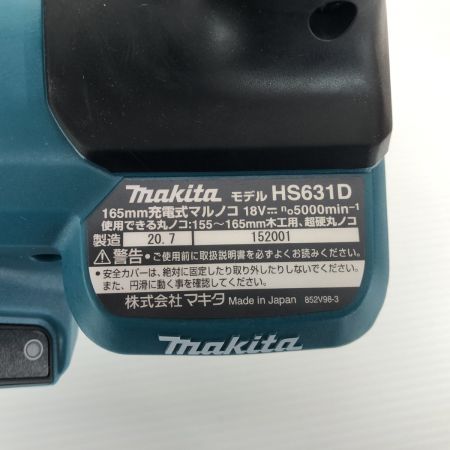 makita モデル HS631D
165mm充電式マルノコ 18V⎓ n₀5000min⁻¹
使用できる丸ノコ:155～165mm木工用、超硬丸ノコ
製造 20.7 152001
⚠警告 ●ご使用前に取扱説明書を必ずよくお読みください。
●安全カバーは、絶対に固定したり取り外したりしないでください。
また、円滑に動く事を確認してください。
株式会社マキタ Made in Japan 852V98-3
makita